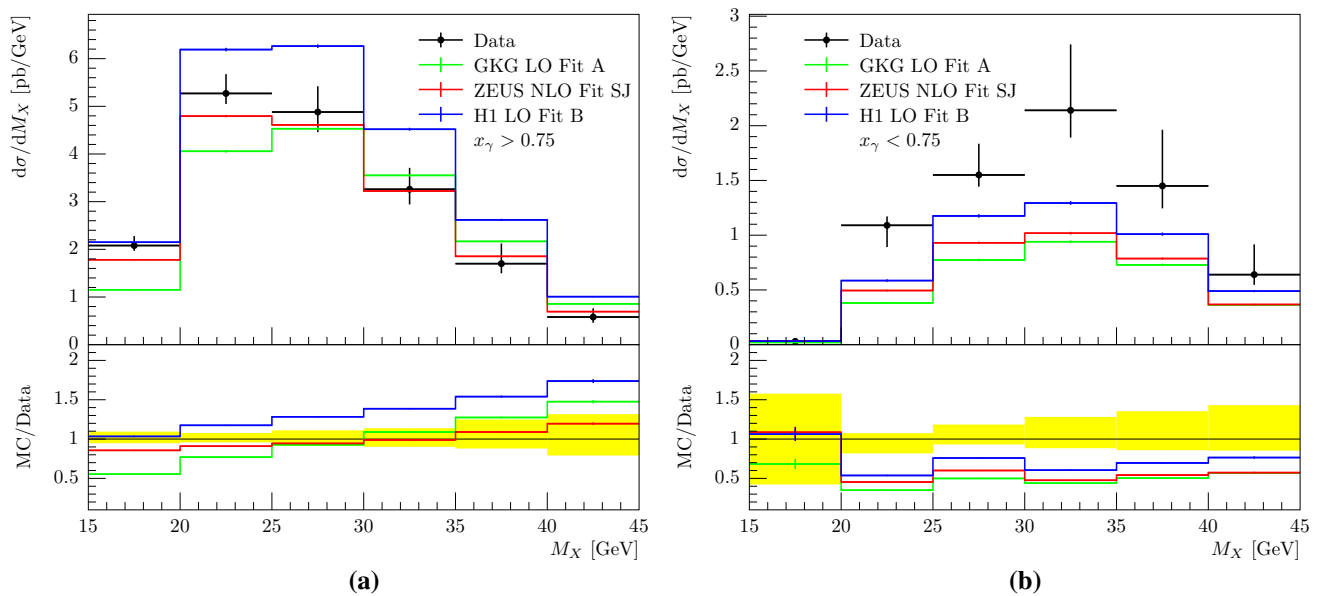 dσ/dM_X [pb/GeV]
6
5
4
3
2
1
0
Data
GKG LO Fit A
ZEUS NLO Fit SJ
H1 LO Fit B
x_γ > 0.75
MC/Data
2
1.5
1
0.5
15 20 25 30 35 40 45
M_X [GeV]
(a)
dσ/dM_X [pb/GeV]
3
2.5
2
1.5
1
0.5
0
Data
GKG LO Fit A
ZEUS NLO Fit SJ
H1 LO Fit B
x_γ < 0.75
MC/Data
2
1.5
1
0.5
15 20 25 30 35 40 45
M_X [GeV]
(b)